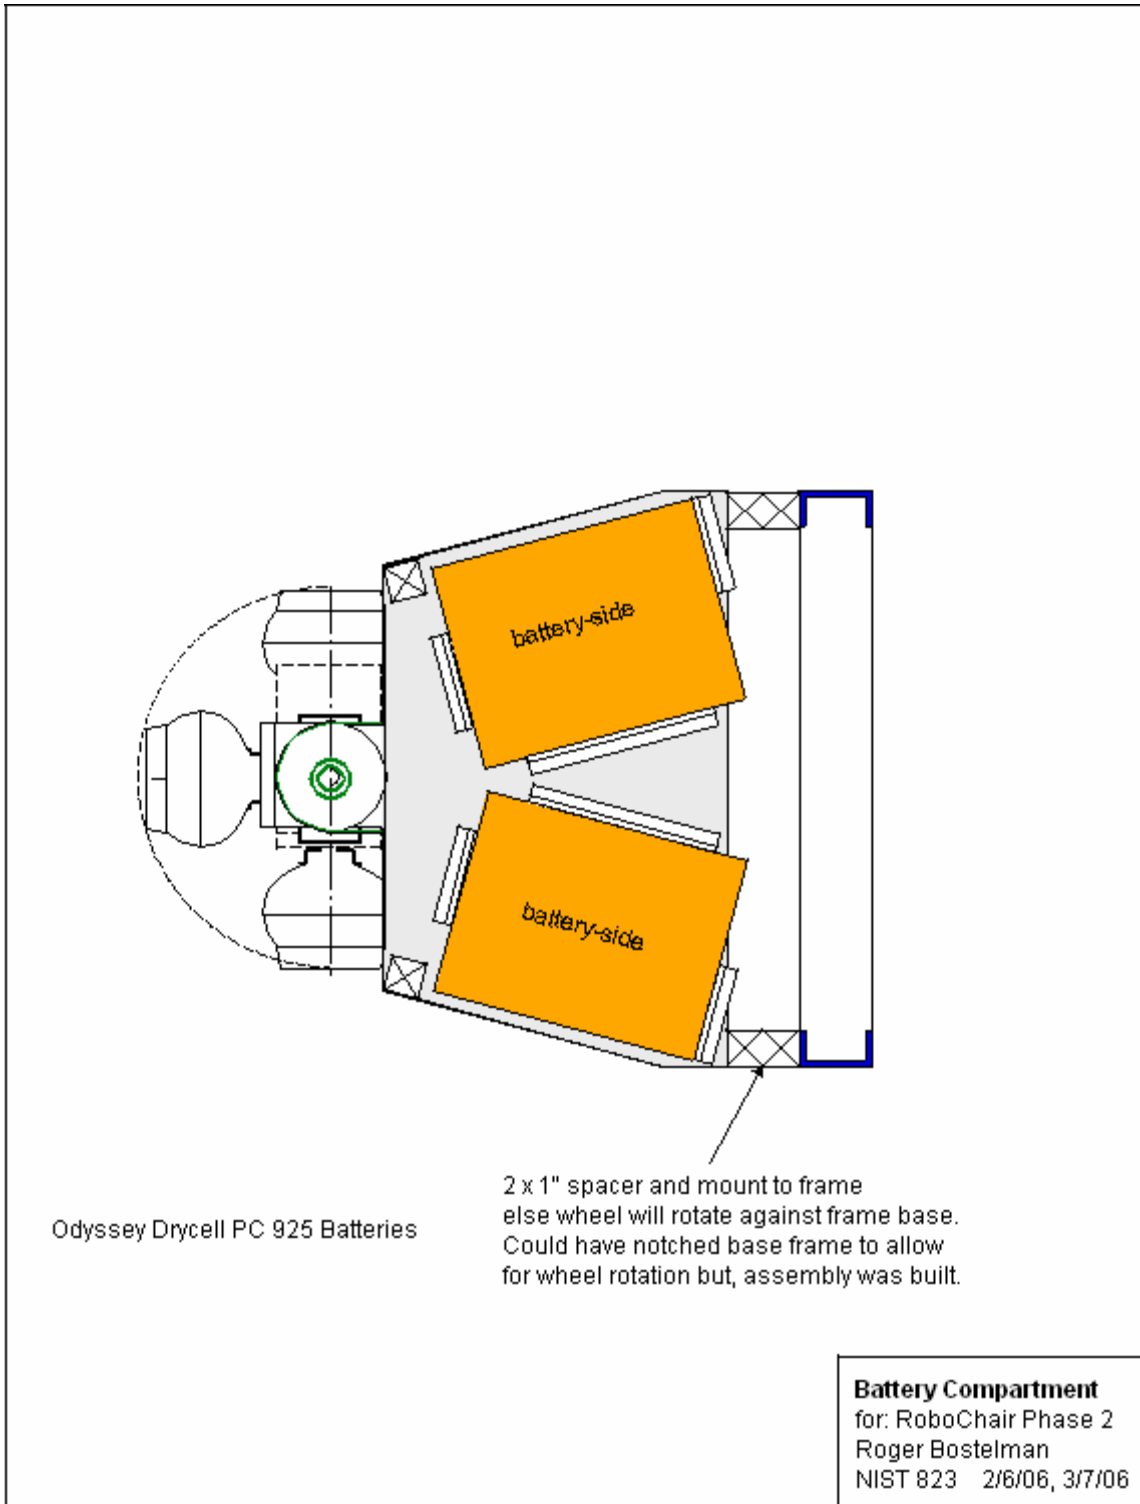 battery-side
battery-side
2 x 1" spacer and mount to frame
else wheel will rotate against frame base.
Could have notched base frame to allow
for wheel rotation but, assembly was built.
Odyssey Drycell PC 925 Batteries
Battery Compartment
for: RoboChair Phase 2
Roger Bostelman
NIST 823 2/6/06, 3/7/06